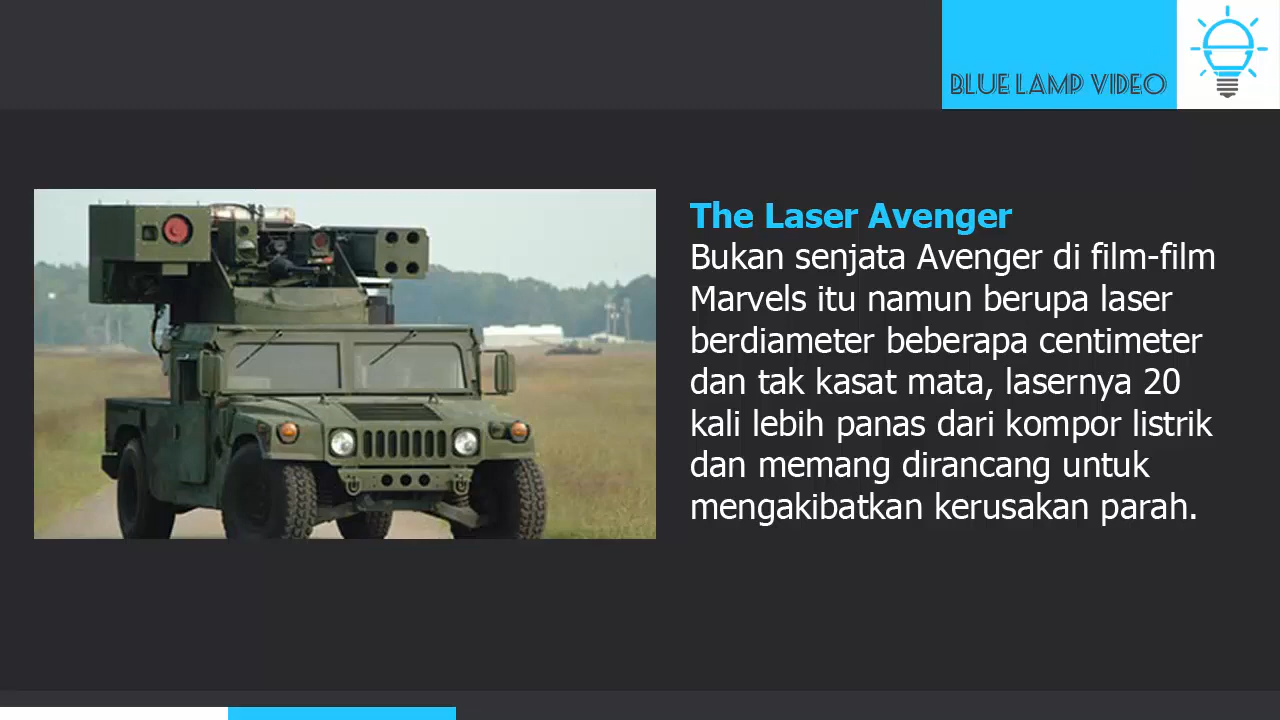 BLUE LAMP VIDEO
The Laser Avenger
Bukan senjata Avenger di film-film
Marvels itu namun berupa laser
berdiameter beberapa centimeter
dan tak kasat mata, lasernya 20
kali lebih panas dari kompor listrik
dan memang dirancang untuk
mengakibatkan kerusakan parah.